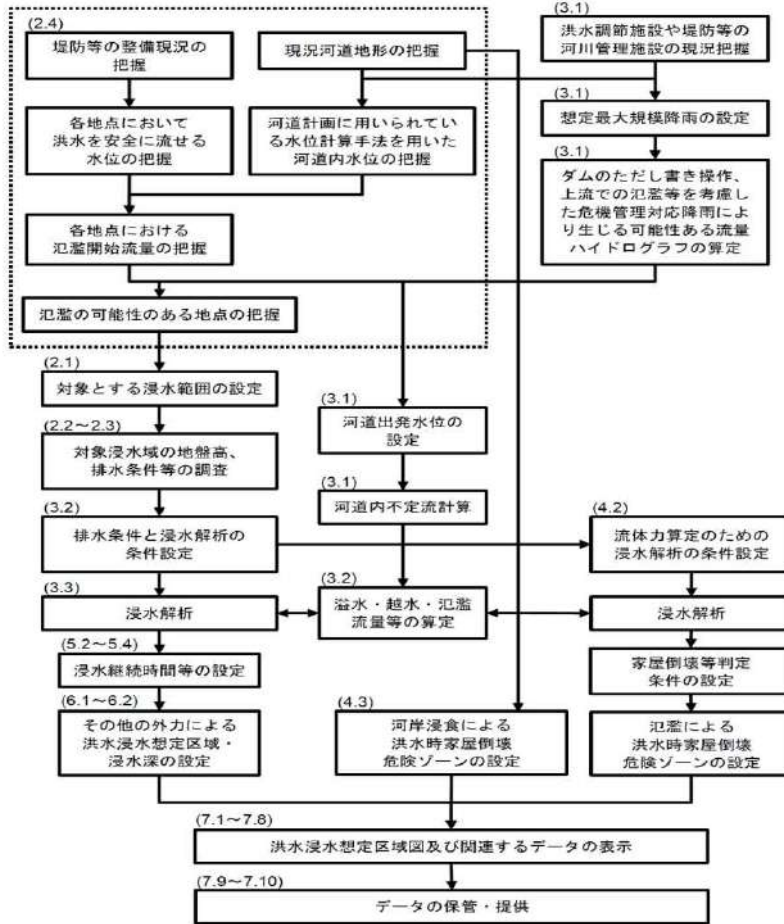 (2.4)
堤防等の整備現況の
把握
現況河道地形の把握
(3.1)
洪水調節施設や堤防等の
河川管理施設の現況把握
各地点において
洪水を安全に流せる
水位の把握
河道計画に用いられてい
る水位計算手法を用いた
河道内水位の把握
(3.1)
想定最大規模降雨の設定
(3.1)
ダムのただし書き操作、
上流での氾濫等を考慮し
た危機管理対応降雨により
生じる可能性ある流量
ハイドログラフの算定
各地点における
氾濫開始流量の把握
氾濫の可能性のある地点の把握
(2.1)
対象とする浸水範囲の設定
(2.2～2.3)
対象浸水域の地盤高、
排水条件等の調査
(3.1)
河道出発水位の
設定
(3.1)
河道内不定流計算
(3.2)
排水条件と浸水解析の
条件設定
(4.2)
流体力算定のための
浸水解析の条件設定
(3.3)
浸水解析
(3.2)
溢水・越水・氾濫
流量等の算定
浸水解析
(5.2～5.4)
浸水継続時間等の設定
家屋倒壊等判定
条件の設定
(6.1～6.2)
その他の外力による
洪水浸水想定区域・
浸水深の設定
(4.3)
河岸浸食による
洪水時家屋倒壊
危険ゾーンの設定
氾濫による
洪水時家屋倒壊
危険ゾーンの設定
(7.1～7.8)
洪水浸水想定区域図及び関連するデータの表示
(7.9～7.10)
データの保管・提供